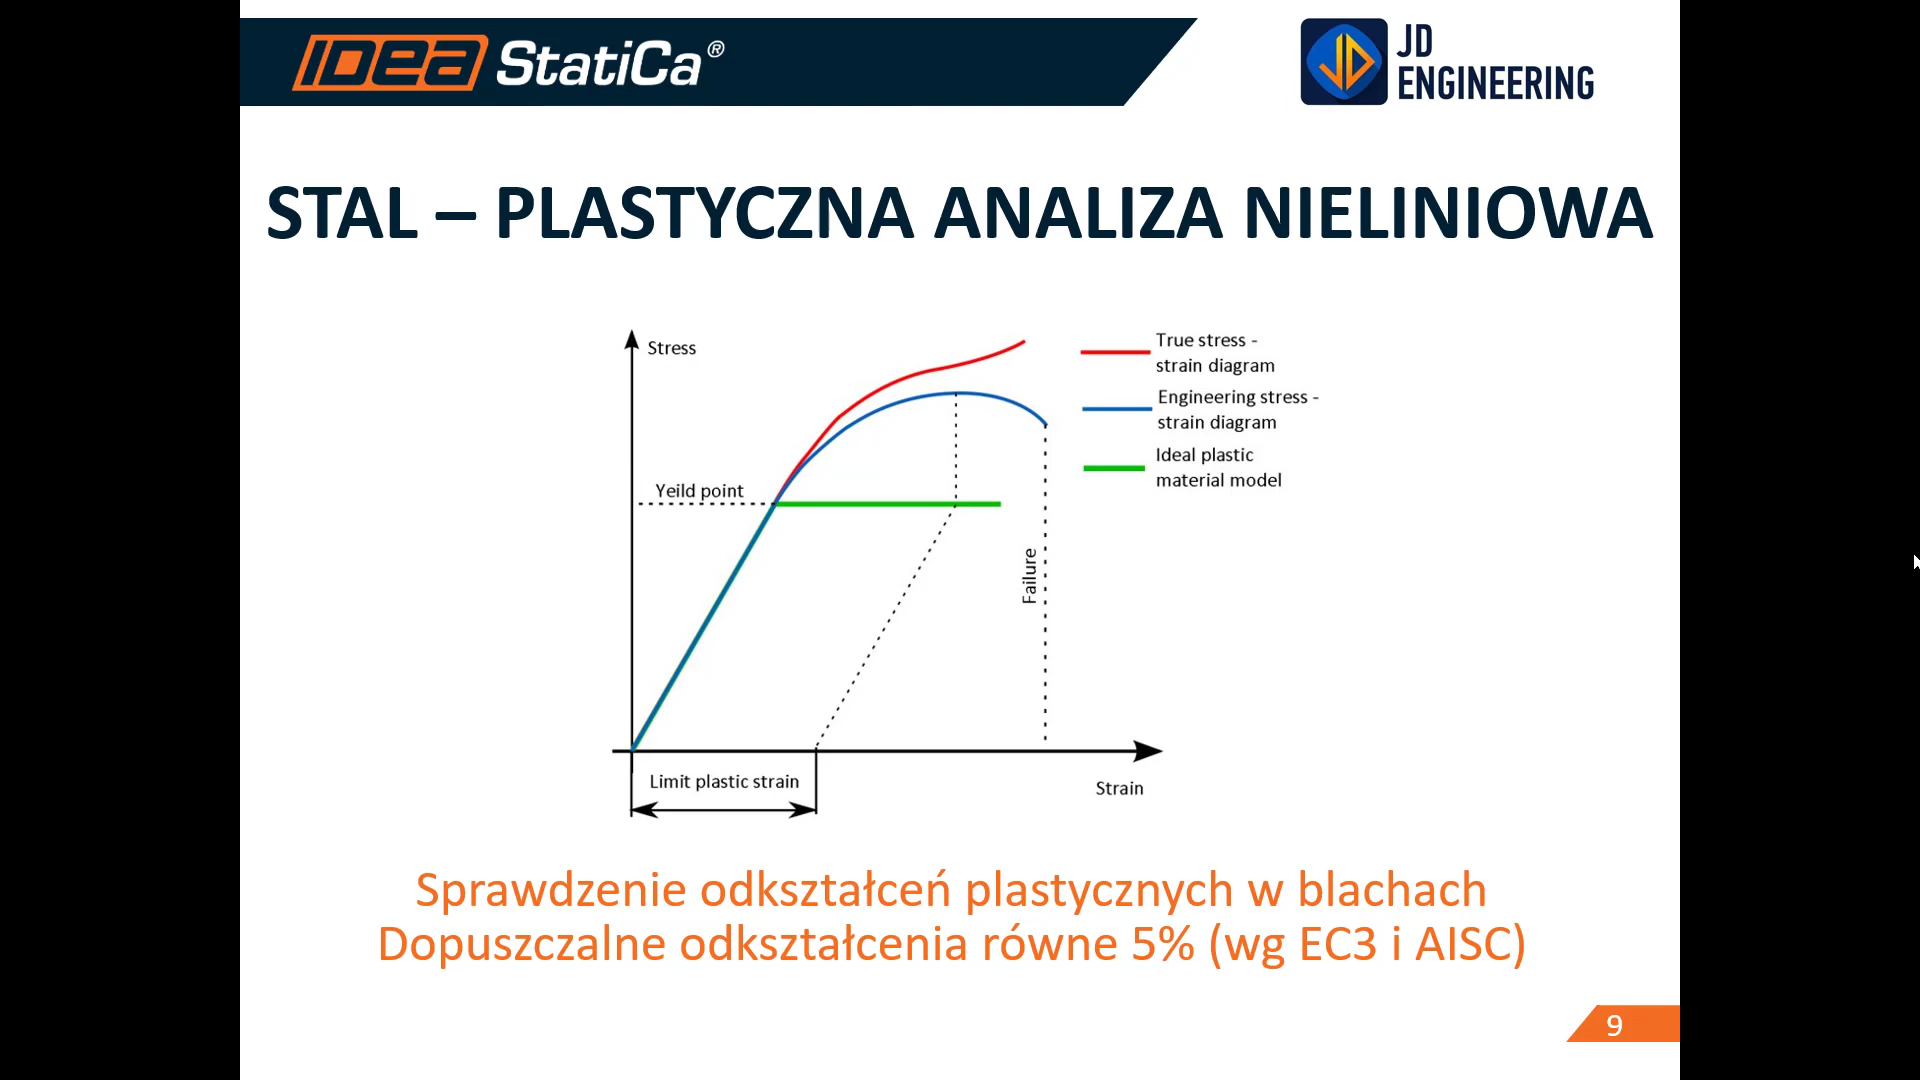 IDEA StatiCa®
JD
ENGINEERING
STAL – PLASTYCZNA ANALIZA NIELINIOWA
Stress
True stress -
strain diagram
Engineering stress -
strain diagram
Ideal plastic
material model
Yeild point
Failure
Limit plastic strain
Strain
Sprawdzenie odkształceń plastycznych w blachach
Dopuszczalne odkształcenia równe 5% (wg EC3 i AISC)
9